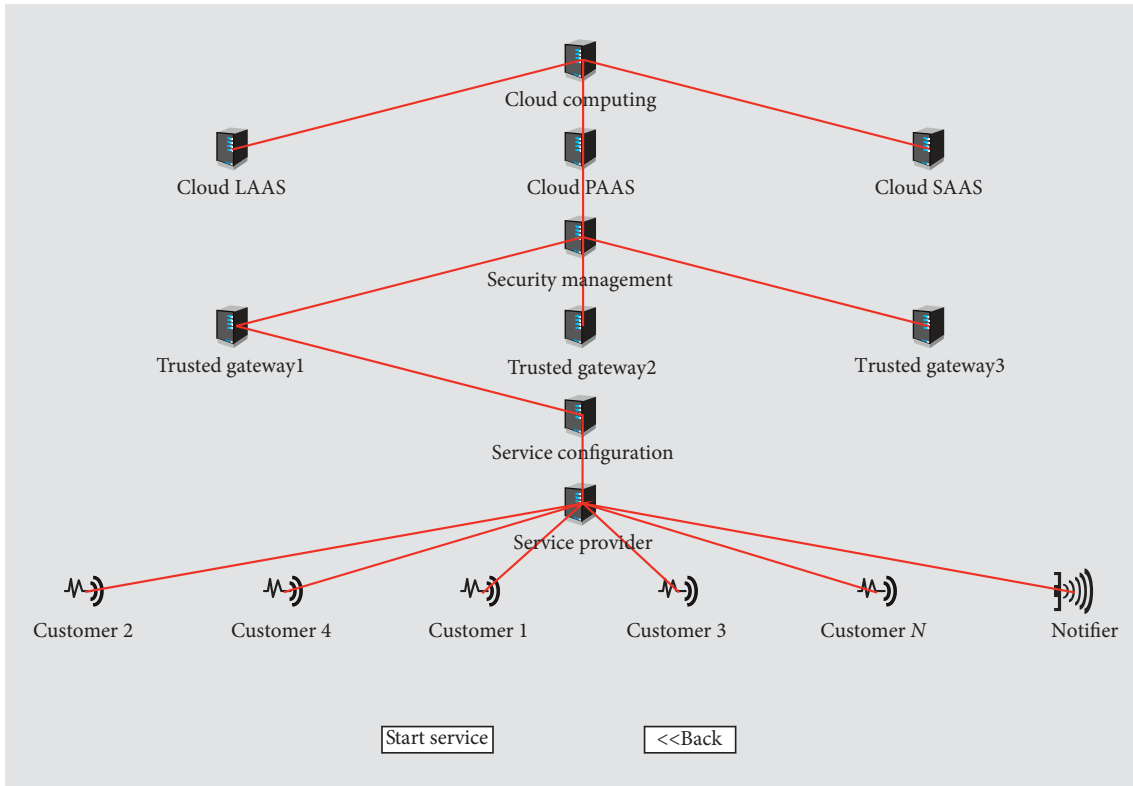 Cloud computing
Cloud LAAS
Cloud PAAS
Cloud SAAS
Security management
Trusted gateway1
Trusted gateway2
Trusted gateway3
Service configuration
Service provider
Customer 2
Customer 4
Customer 1
Customer 3
Customer N
Notifier
Start service
<<Back